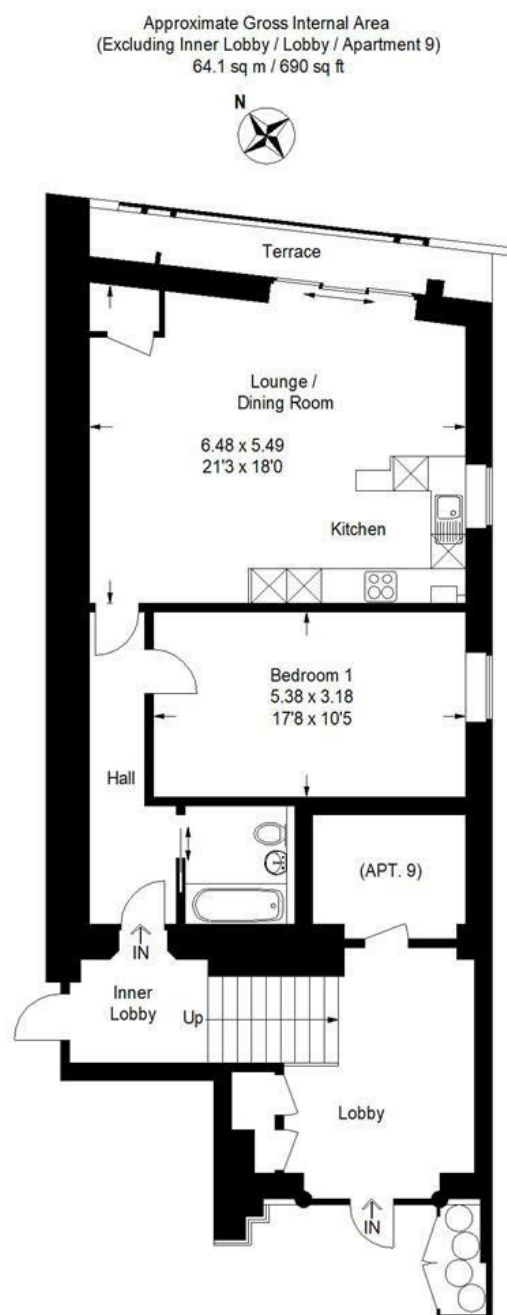 Approximate Gross Internal Area
(Excluding Inner Lobby / Lobby / Apartment 9)
64.1 sq m / 690 sq ft
N
Terrace
Lounge /
Dining Room
6.48 x 5.49
21'3 x 18'0
Kitchen
Bedroom 1
5.38 x 3.18
17'8 x 10'5
Hall
(APT. 9)
IN
Inner
Lobby
Up
Lobby
IN